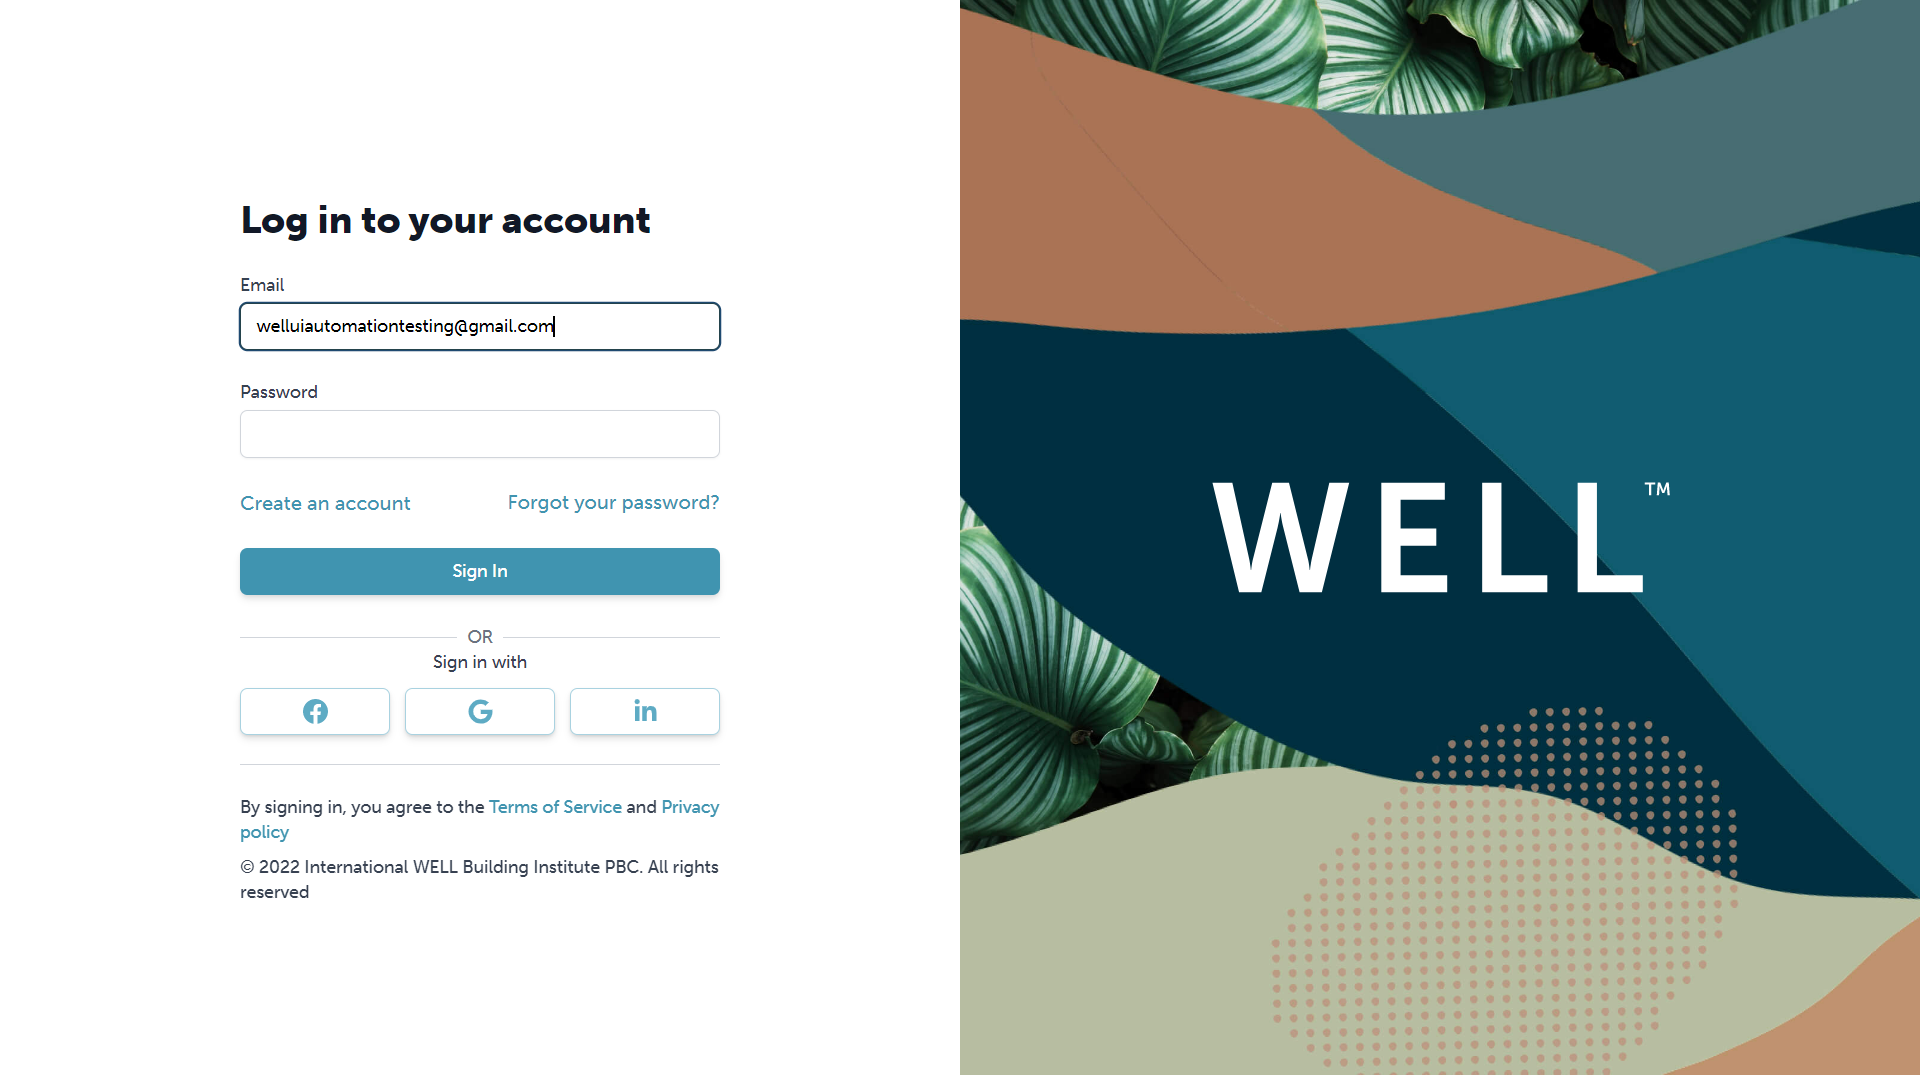 Log in to your account
Email
welluiautomationtesting@gmail.com
Password
Create an account
Forgot your password?
Sign In
OR
Sign in with
By signing in, you agree to the Terms of Service and Privacy
policy
© 2022 International WELL Building Institute PBC. All rights
reserved
WELL™